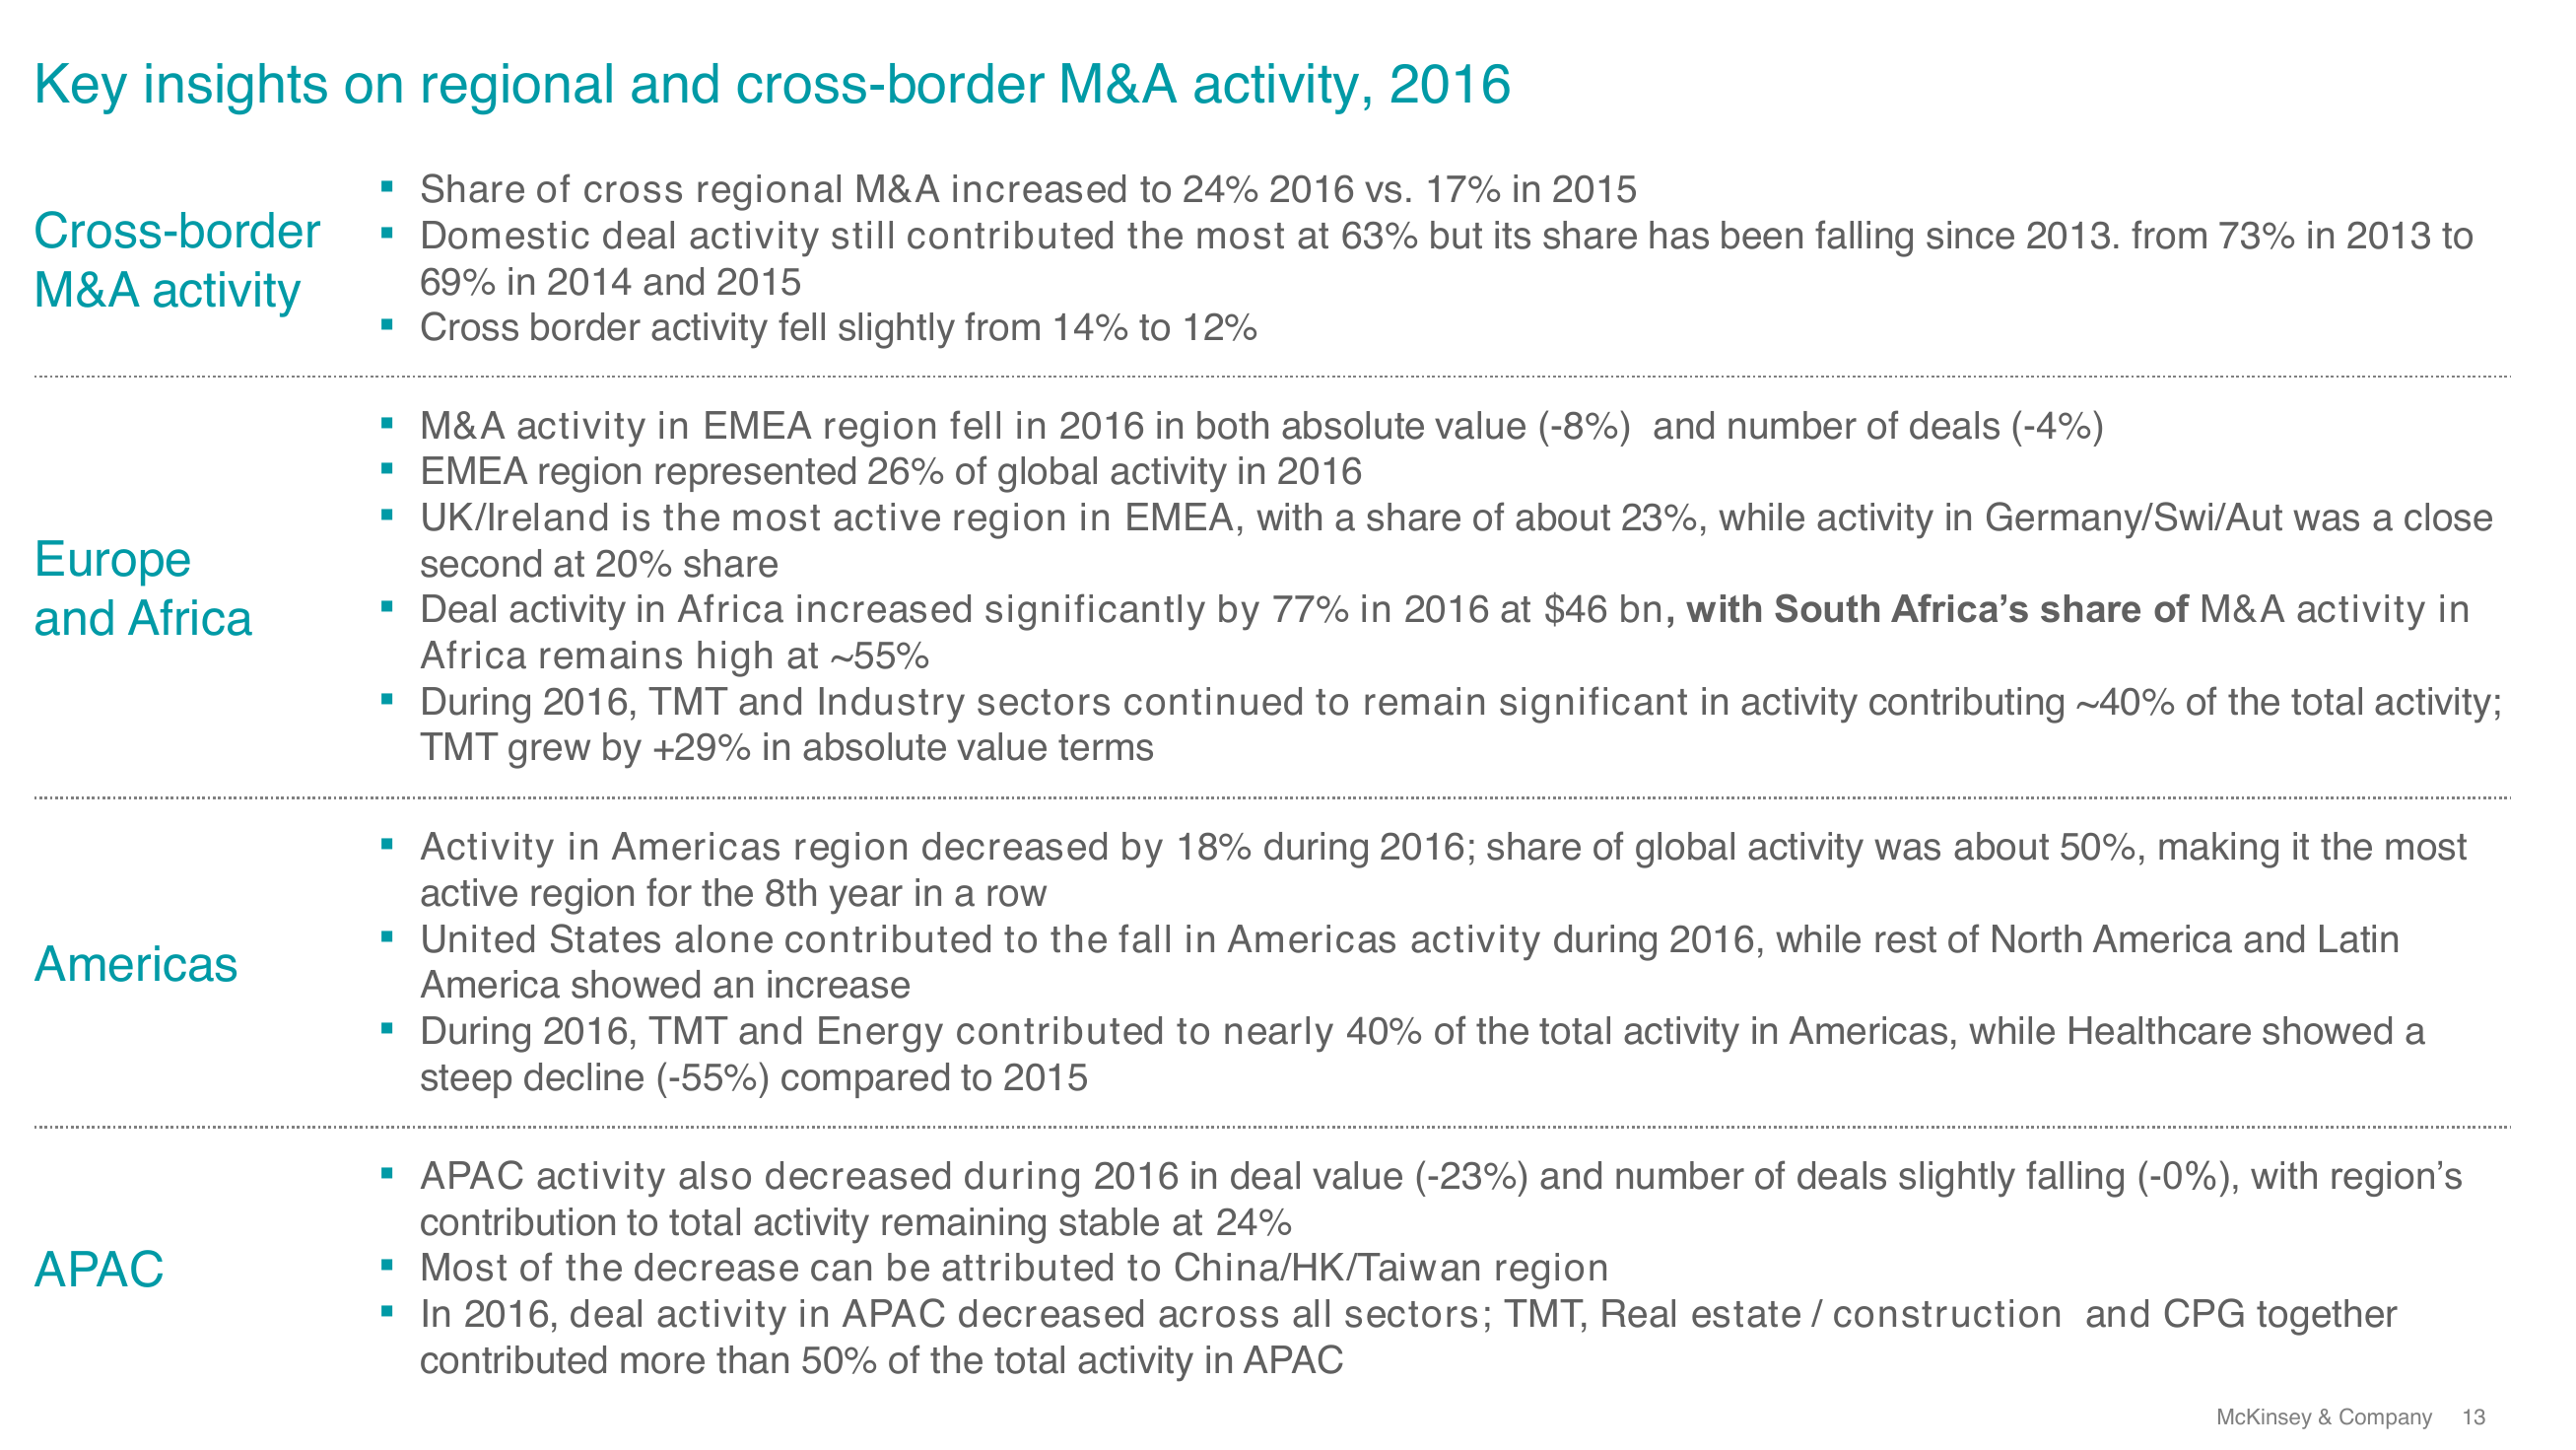 Key insights on regional and cross-border M&A activity, 2016
Cross-border
M&A activity
▪ Share of cross regional M&A increased to 24% 2016 vs. 17% in 2015
▪ Domestic deal activity still contributed the most at 63% but its share has been falling since 2013. from 73% in 2013 to
69% in 2014 and 2015
▪ Cross border activity fell slightly from 14% to 12%
Europe
and Africa
▪ M&A activity in EMEA region fell in 2016 in both absolute value (-8%)  and number of deals (-4%)
▪ EMEA region represented 26% of global activity in 2016
▪ UK/Ireland is the most active region in EMEA, with a share of about 23%, while activity in Germany/Swi/Aut was a close
second at 20% share
▪ Deal activity in Africa increased significantly by 77% in 2016 at $46 bn, with South Africa’s share of M&A activity in
Africa remains high at ~55%
▪ During 2016, TMT and Industry sectors continued to remain significant in activity contributing ~40% of the total activity;
TMT grew by +29% in absolute value terms
Americas
▪ Activity in Americas region decreased by 18% during 2016; share of global activity was about 50%, making it the most
active region for the 8th year in a row
▪ United States alone contributed to the fall in Americas activity during 2016, while rest of North America and Latin
America showed an increase
▪ During 2016, TMT and Energy contributed to nearly 40% of the total activity in Americas, while Healthcare showed a
steep decline (-55%) compared to 2015
APAC
▪ APAC activity also decreased during 2016 in deal value (-23%) and number of deals slightly falling (-0%), with region’s
contribution to total activity remaining stable at 24%
▪ Most of the decrease can be attributed to China/HK/Taiwan region
▪ In 2016, deal activity in APAC decreased across all sectors; TMT, Real estate / construction  and CPG together
contributed more than 50% of the total activity in APAC
McKinsey & Company 13